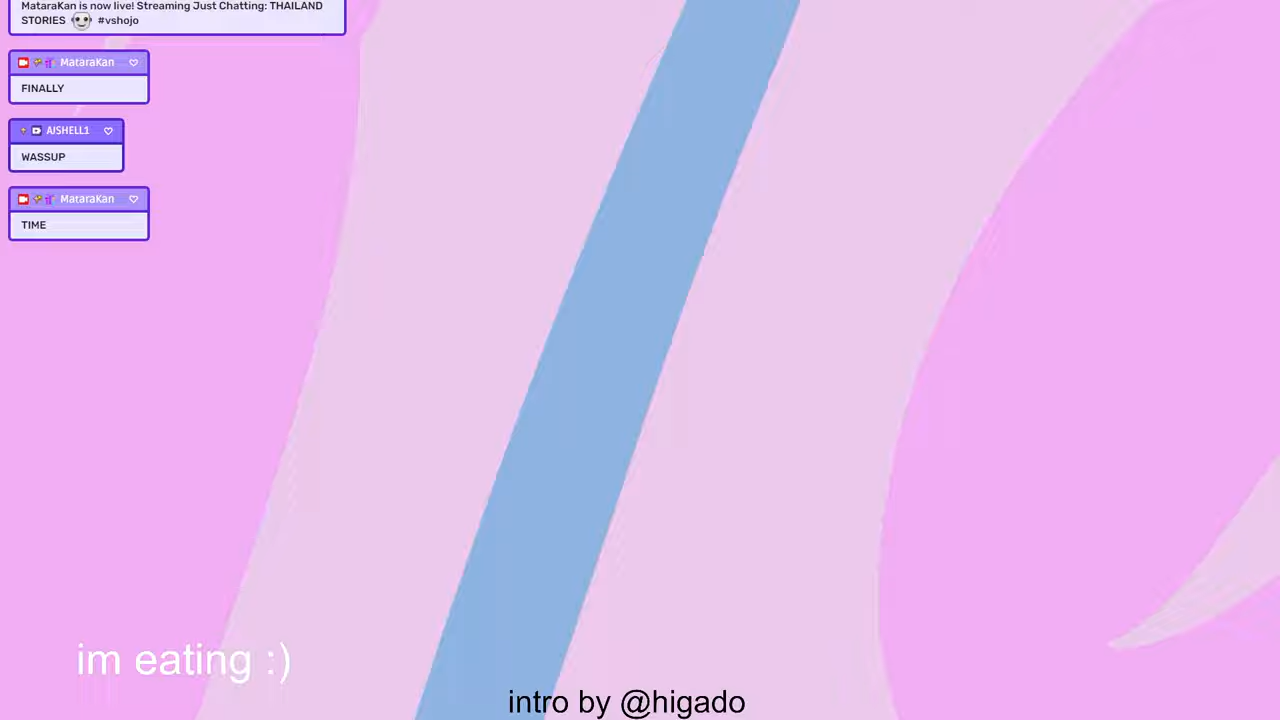 MataraKan is now live! Streaming Just Chatting: THAILAND
STORIES #vshojo
MataraKan
FINALLY
AJSHELL1
WASSUP
MataraKan
TIME
im eating :)
intro by @higado